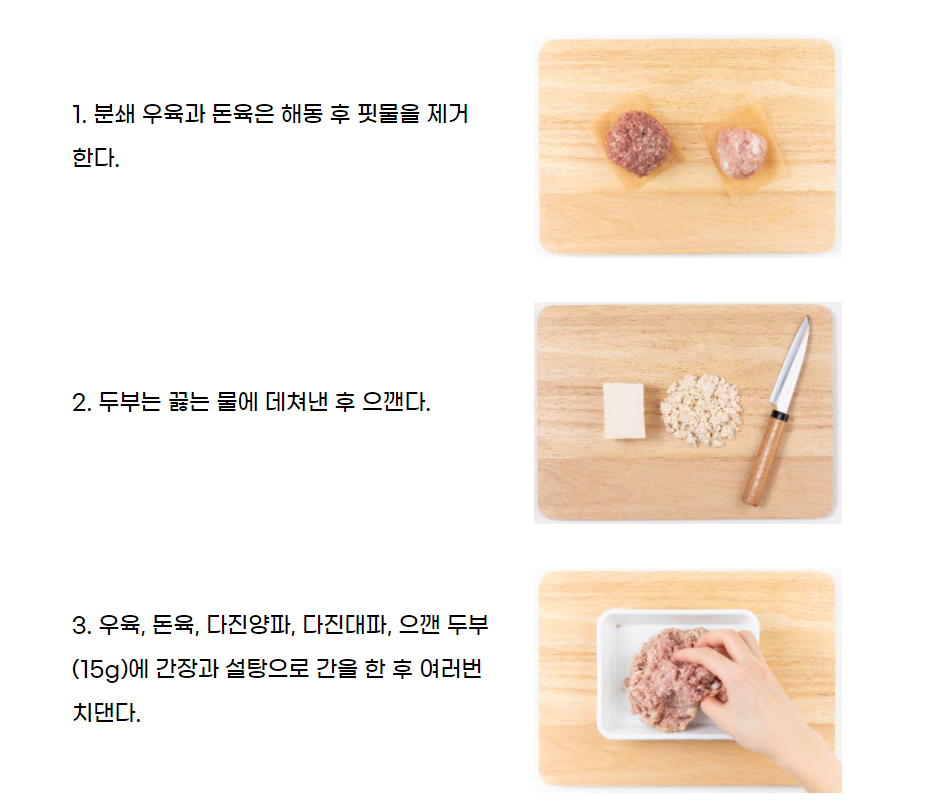 1. 분쇄 우육과 돈육은 해동 후 핏물을 제거
한다.
2. 두부는 끓는 물에 데쳐낸 후 으깬다.
3. 우육, 돈육, 다진양파, 다진대파, 으깬 두부
(15g)에 간장과 설탕으로 간을 한 후 여러번
치댄다.